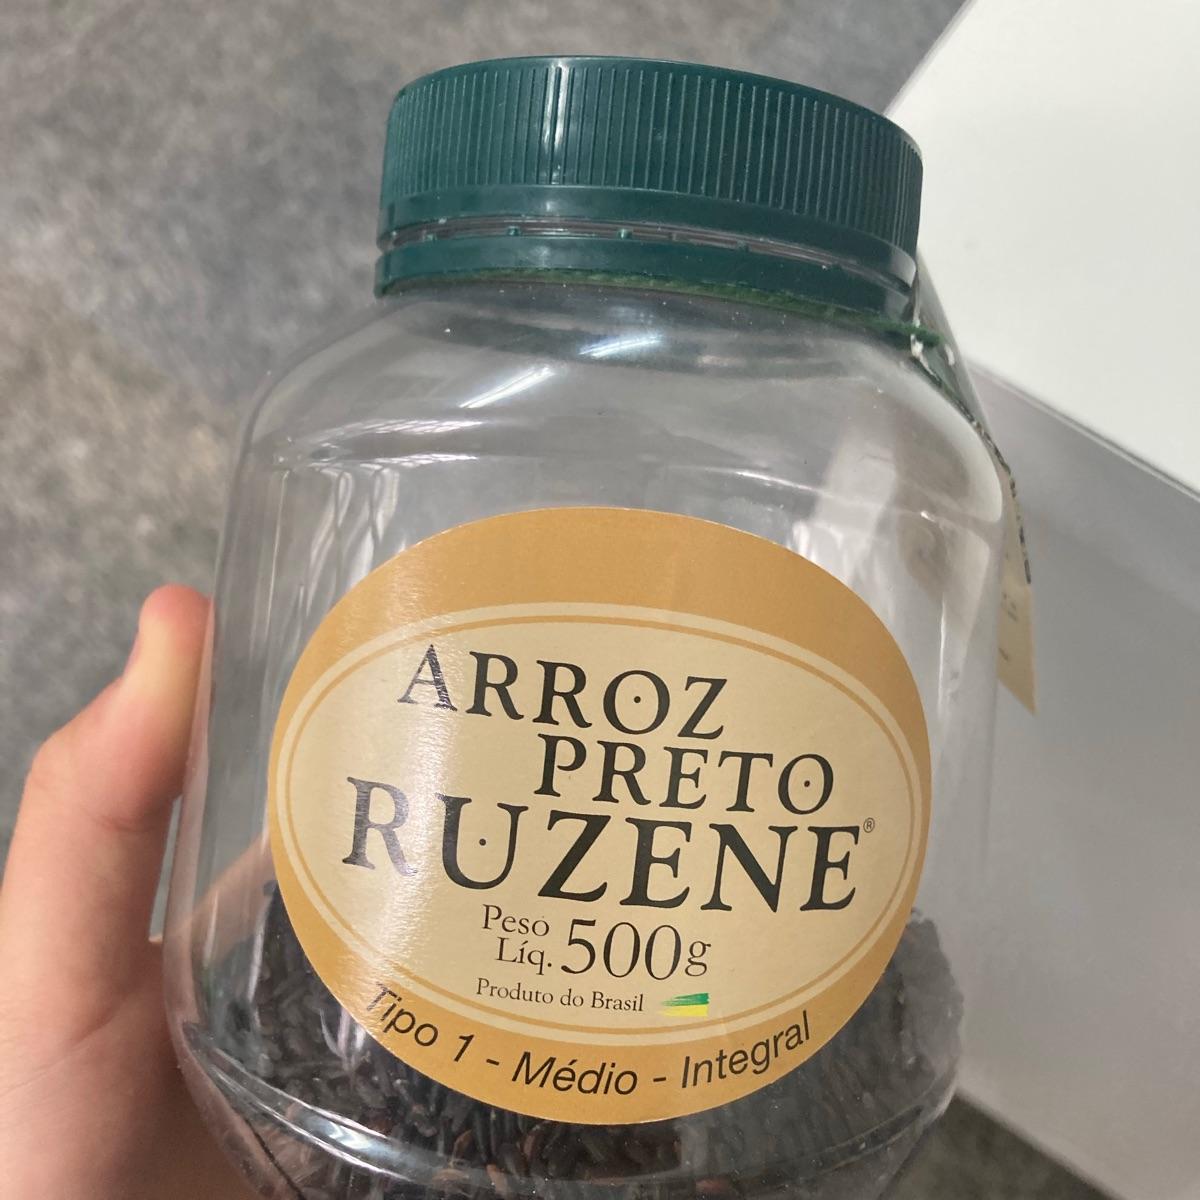 ARROZ
PRETO
RUZENE®
Peso
Líq. 500g
Produto do Brasil
Tipo 1 - Médio - Integral